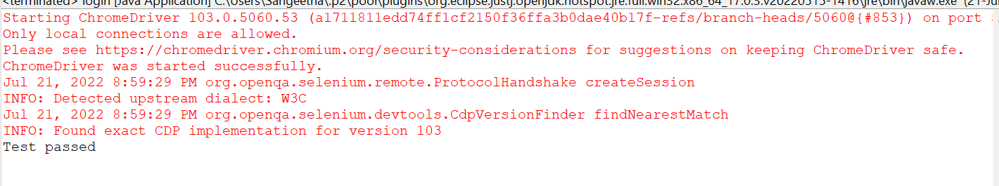 <terminated> login [Java Application] C:\Users\Sangeetha\.p2\pool\plugins\org.eclipse.justj.openjdk.hotspot.jre.full.win32.x86_64_17.0.3.v20220515-1416\jre\bin\javaw.exe (21-Ju
Starting ChromeDriver 103.0.5060.53 (a1711811edd74ff1cf2150f36ffa3b0dae40b17f-refs/branch-heads/5060@{#853}) on port
Only local connections are allowed.
Please see https://chromedriver.chromium.org/security-considerations for suggestions on keeping ChromeDriver safe.
ChromeDriver was started successfully.
Jul 21, 2022 8:59:29 PM org.openqa.selenium.remote.ProtocolHandshake createSession
INFO: Detected upstream dialect: W3C
Jul 21, 2022 8:59:29 PM org.openqa.selenium.devtools.CdpVersionFinder findNearestMatch
INFO: Found exact CDP implementation for version 103
Test passed